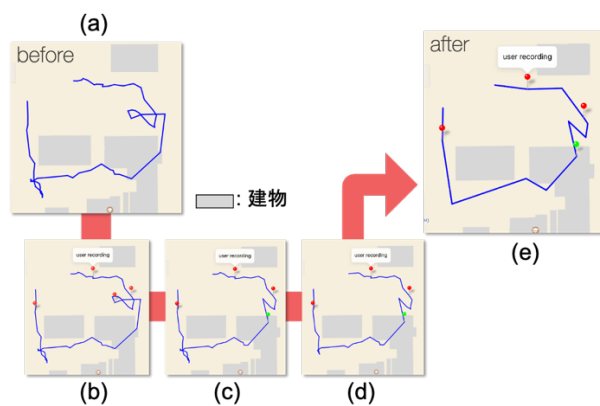 (a)
before
(b)
user recording
(c)
user recording
(d)
user recording
: 建物
after
user recording
(e)